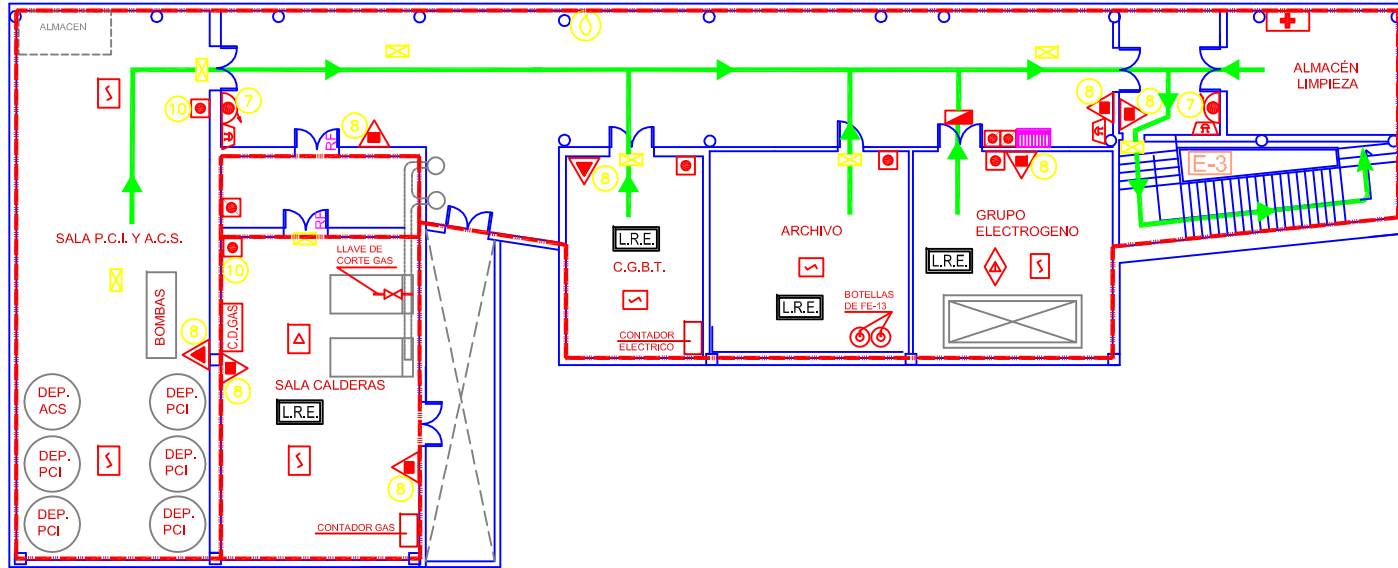 ALMACEN
10
7
8
RF
8
7
8
ALMACÉN
LIMPIEZA
E-3
8
8
SALA P.C.I. Y A.C.S.
RF
10
LLAVE DE
CORTE GAS
L.R.E.
C.G.B.T.
ARCHIVO
GRUPO
ELECTROGENO
L.R.E.
L.R.E.
BOTELLAS
DE FE-13
CONTADOR
ELECTRICO
BOMBAS
C.D.GAS
8
8
SALA CALDERAS
L.R.E.
DEP.
ACS
DEP.
PCI
DEP.
PCI
DEP.
PCI
DEP.
PCI
DEP.
PCI
8
CONTADOR GAS